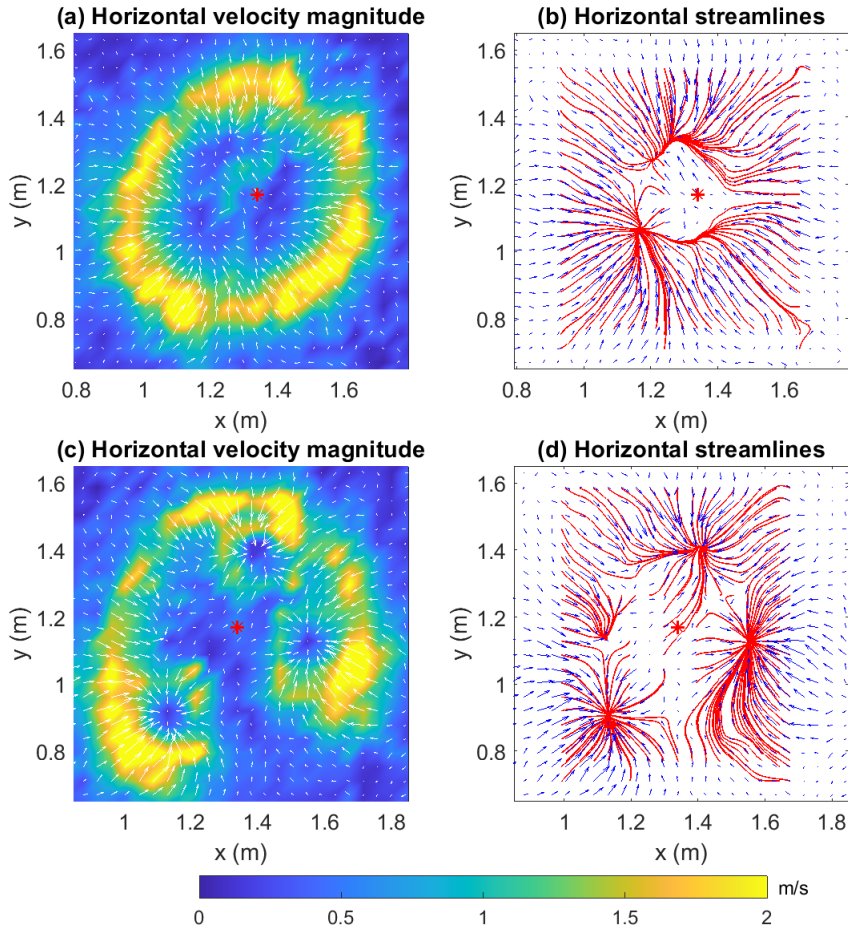 (a) Horizontal velocity magnitude
(b) Horizontal streamlines
1.6
1.4
1.2
1
0.8
y (m)
0.8 1 1.2 1.4 1.6
x (m)
1.6
1.4
1.2
1
0.8
y (m)
0.8 1 1.2 1.4 1.6
x (m)
(c) Horizontal velocity magnitude
(d) Horizontal streamlines
1.6
1.4
1.2
1
0.8
y (m)
1 1.2 1.4 1.6 1.8
x (m)
1.6
1.4
1.2
1
0.8
y (m)
1 1.2 1.4 1.6 1.8
x (m)
m/s
0 0.5 1 1.5 2